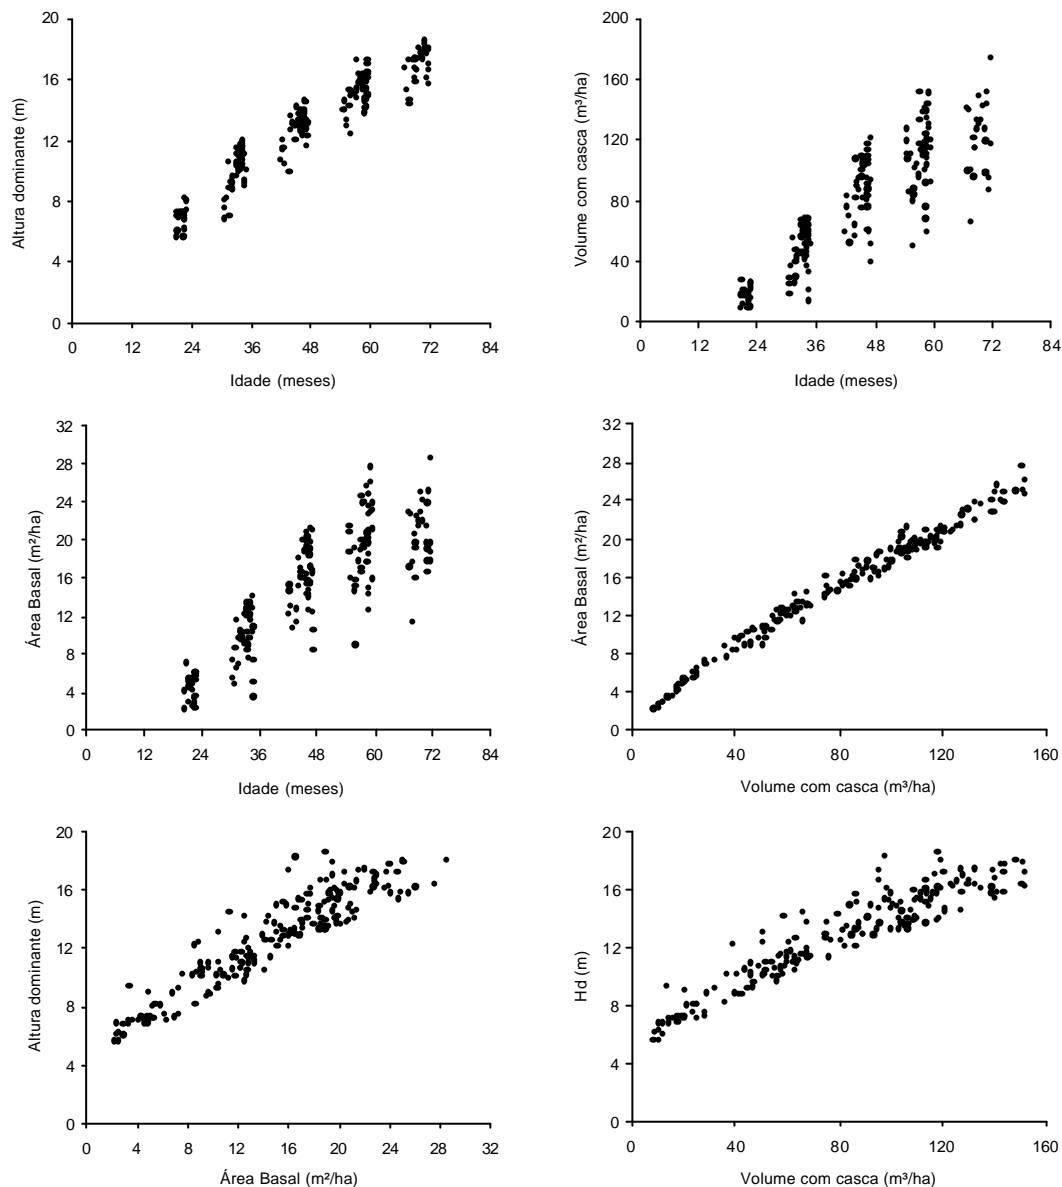 20
16
12
8
4
0
Altura dominante (m)
0 12 24 36 48 60 72 84
Idade (meses)
200
160
120
80
40
0
Volume com casca (m³/ha)
0 12 24 36 48 60 72 84
Idade (meses)
32
28
24
20
16
12
8
4
0
Área Basal (m²/ha)
0 12 24 36 48 60 72 84
Idade (meses)
32
28
24
20
16
12
8
4
0
Área Basal (m²/ha)
0 40 80 120 160
Volume com casca (m³/ha)
20
16
12
8
4
0
Altura dominante (m)
0 4 8 12 16 20 24 28 32
Área Basal (m²/ha)
20
16
12
8
4
0
Hd (m)
0 40 80 120 160
Volume com casca (m³/ha)